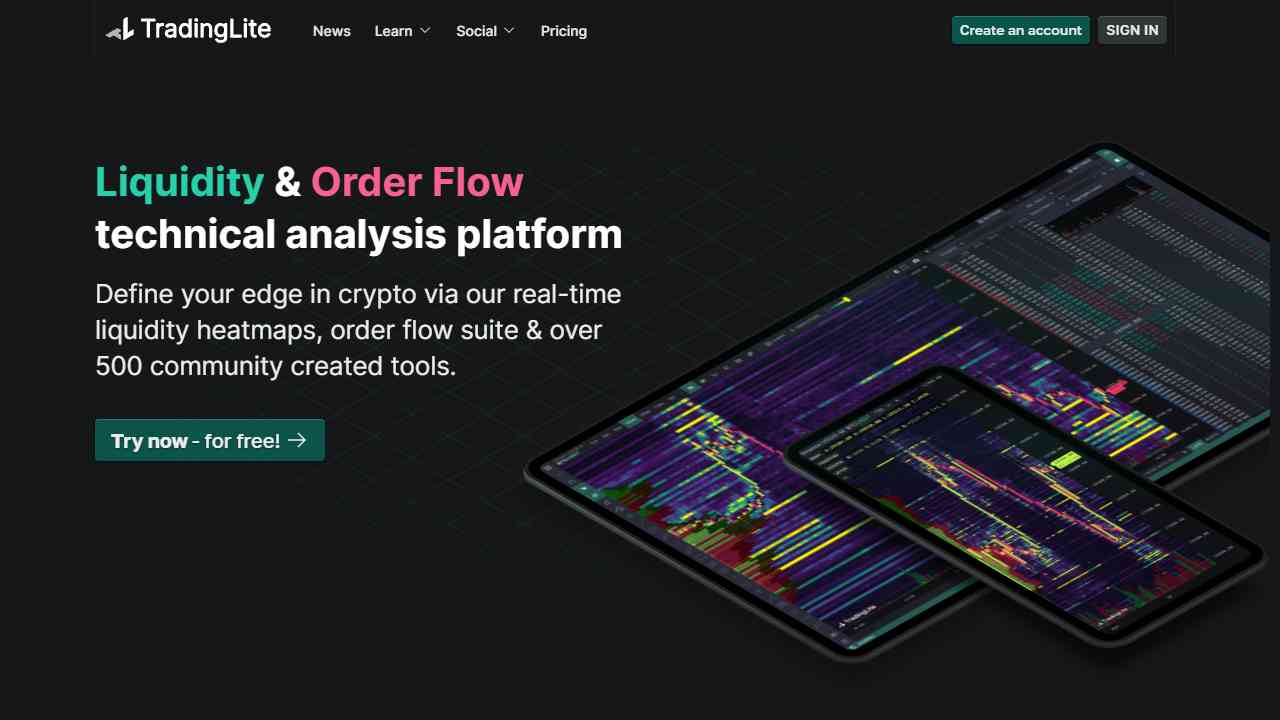 TradingLite
News
Learn
Social
Pricing
Create an account
SIGN IN
Liquidity & Order Flow
technical analysis platform
Define your edge in crypto via our real-time
liquidity heatmaps, order flow suite & over
500 community created tools.
Try now - for free! →
TradingLite
TradingLite